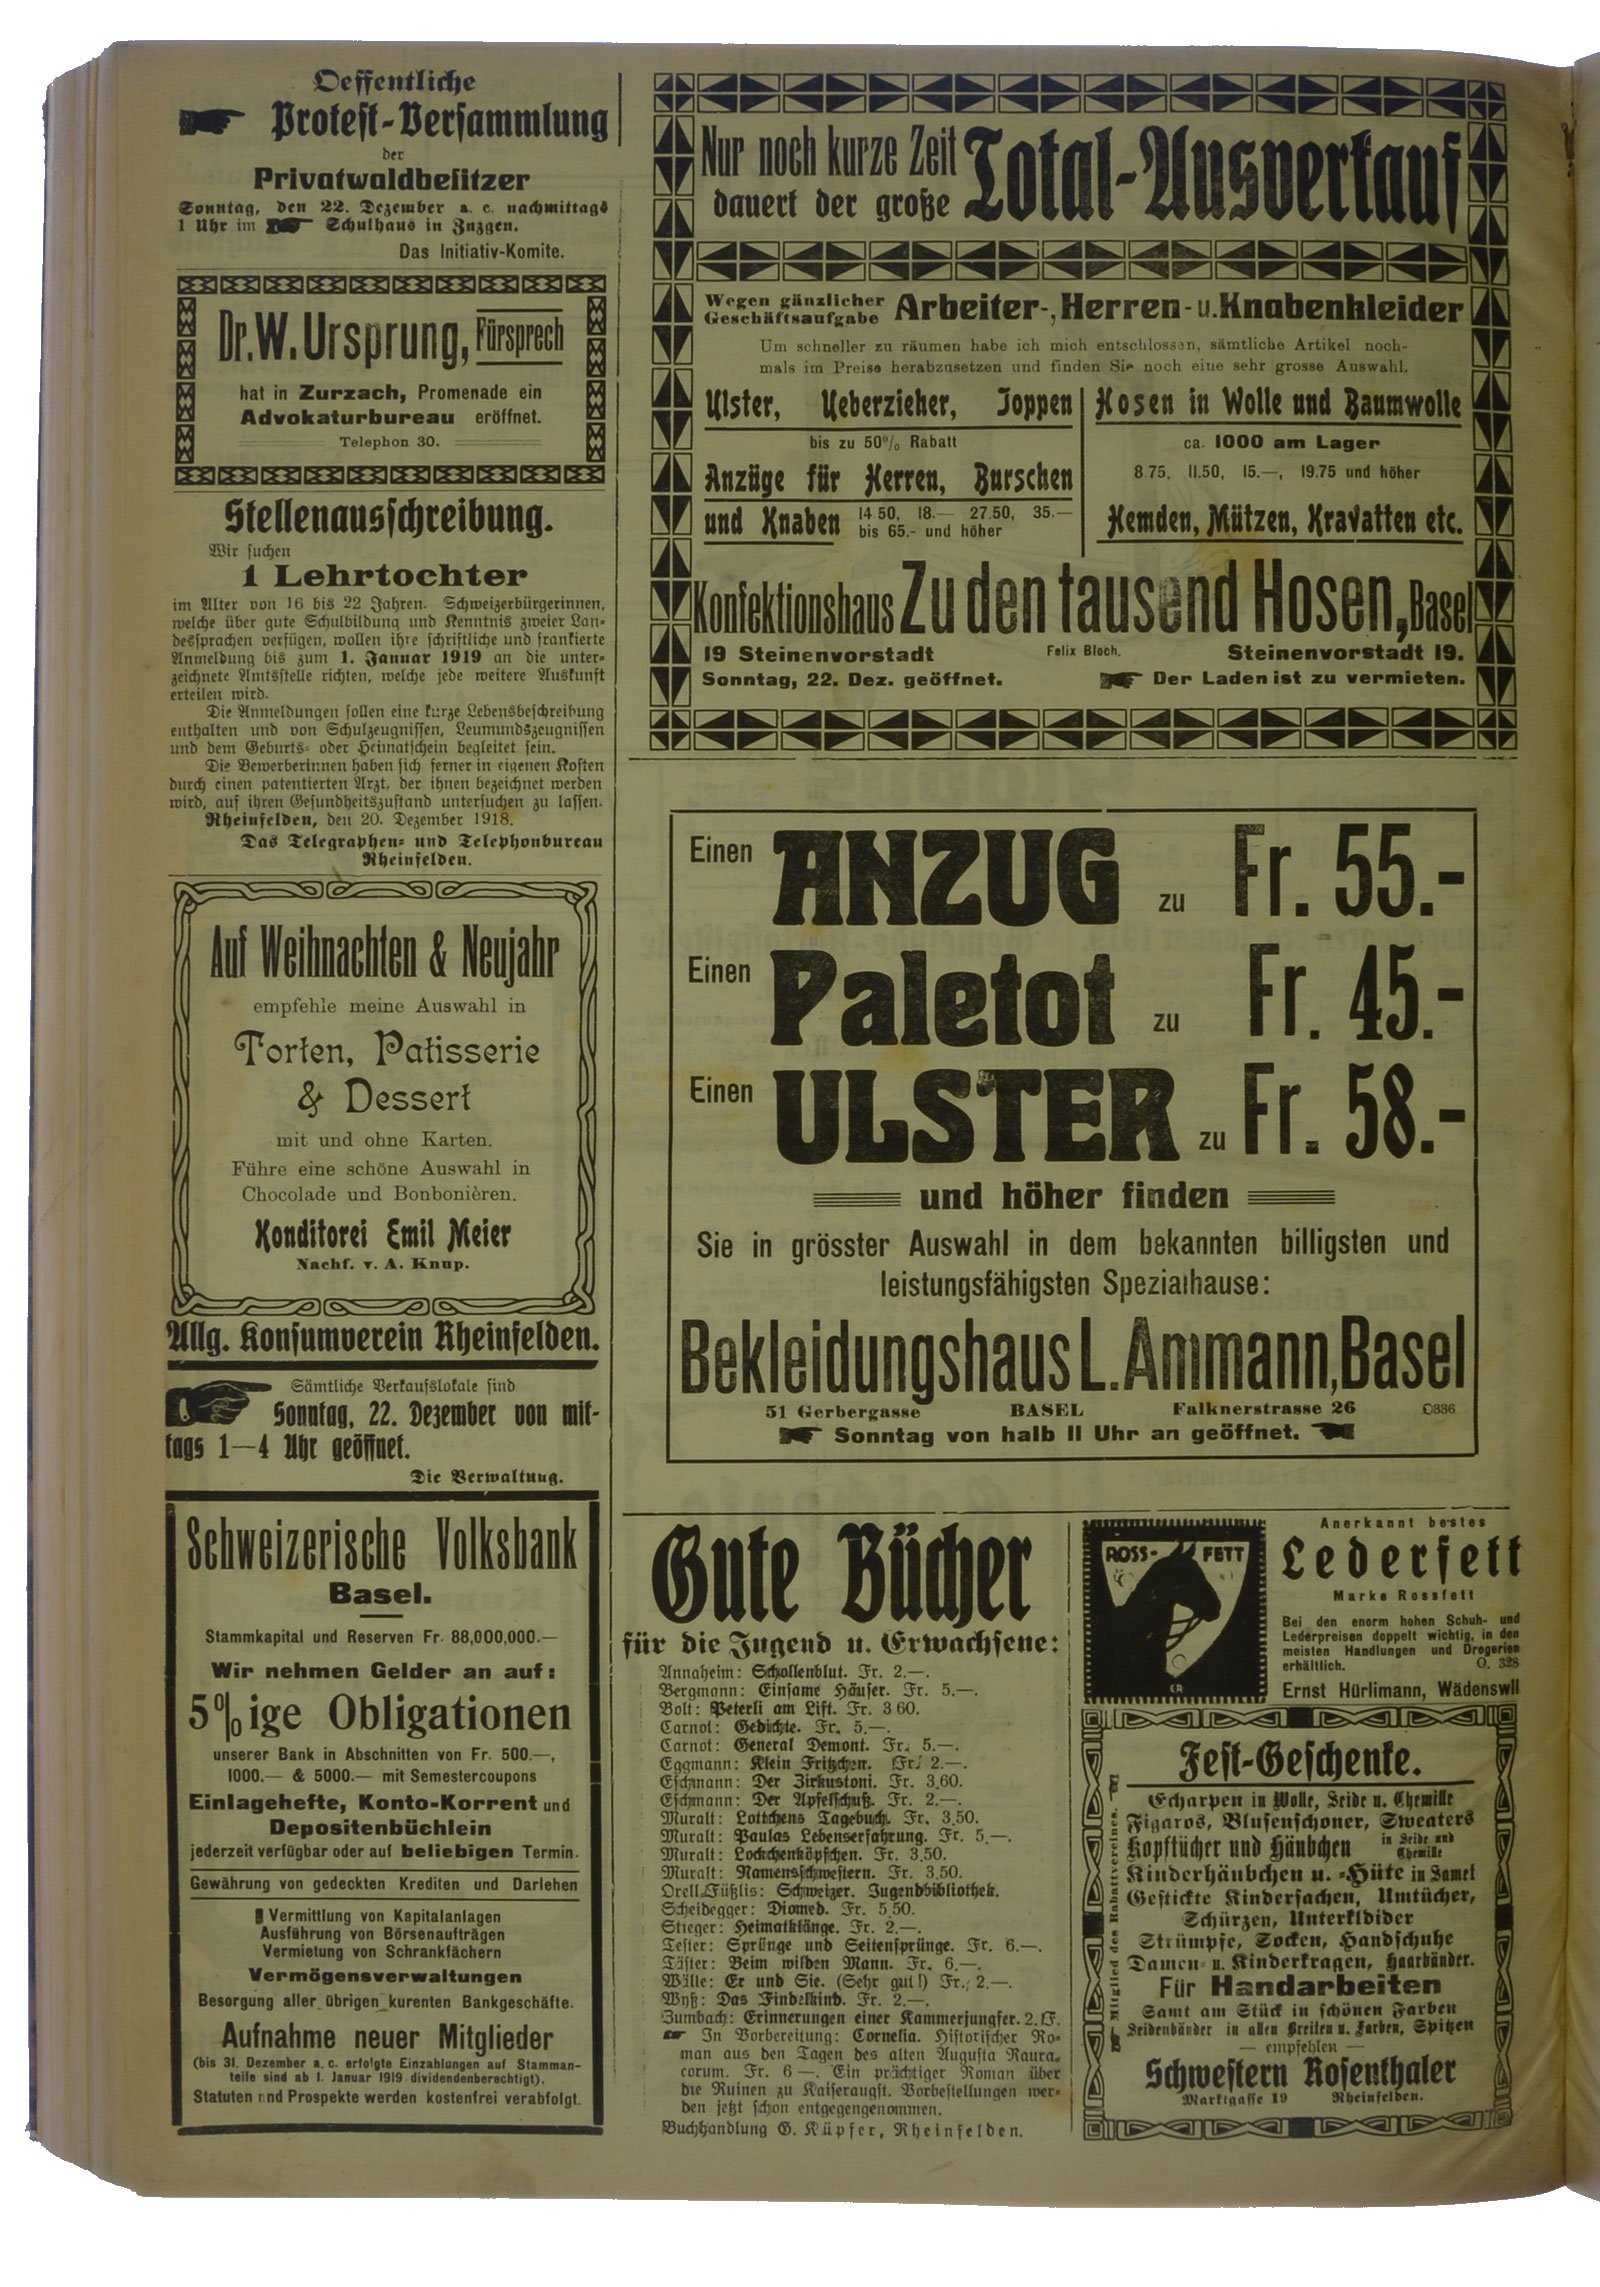 Oeffentliche
Protest-Versammlung
der
Privatwaldbesitzer
Sonntag, den 22. Dezember a. c. nachmittags
1 Uhr im Schulhaus in Zuzgen.
Das Initiativ-Komite.
Dr. W. Ursprung, Fürsprech
hat in Zurzach, Promenade ein
Advokaturbureau eröffnet.
Telephon 30.
Stellenausschreibung.
Wir suchen
1 Lehrtochter
im Alter von 16 bis 22 Jahren. Schweizerbürgerinnen,
welche über gute Schulbildung und Kenntnis zweier Lan-
dessprachen verfügen, wollen ihre schriftliche und frankierte
Anmeldung bis zum 1. Januar 1919 an die unter-
zeichnete Amtsstelle richten, welche jede weitere Auskunft
erteilen wird.
Die Anmeldungen sollen eine kurze Lebensbeschreibung
enthalten und von Schulzeugnissen, Leumundszeugnissen
und dem Geburts- oder Heimatschein begleitet sein.
Die Bewerberinnen haben sich ferner in eigenen Kosten
durch einen patentierten Arzt, der ihnen bezeichnet werden
wird, auf ihren Gesundheitszustand untersuchen zu lassen.
Rheinfelden, den 20. Dezember 1918.
Das Telegraphen- und Telephonbureau
Rheinfelden.
Auf Weihnachten & Neujahr
empfehle meine Auswahl in
Torten, Patisserie
& Dessert
mit und ohne Karten.
Führe eine schöne Auswahl in
Chocolade und Bonbonièren.
Konditorei Emil Meier
Nachf. v. A. Knup.
Allg. Konsumverein Rheinfelden.
Sämtliche Verkaufslokale sind
Sonntag, 22. Dezember von mit-
tags 1—4 Uhr geöffnet.
Die Verwaltung.
Schweizerische Volksbank
Basel.
Stammkapital und Reserven Fr. 88,000,000.—
Wir nehmen Gelder an auf:
5%ige Obligationen
unserer Bank in Abschnitten von Fr. 500.—,
1000.— & 5000.— mit Semestercoupons
Einlagehefte, Konto-Korrent und
Depositenbüchlein
jederzeit verfügbar oder auf beliebigen Termin.
Gewährung von gedeckten Krediten und Darlehen
Vermittlung von Kapitalanlagen
Ausführung von Börsenaufträgen
Vermietung von Schrankfächern
Vermögensverwaltungen
Besorgung aller übrigen kurenten Bankgeschäfte.
Aufnahme neuer Mitglieder
(bis 31. Dezember a. c. erfolgte Einzahlungen auf Stamman-
teile sind ab 1. Januar 1919 dividendenberechtigt).
Statuten und Prospekte werden kostenfrei verabfolgt.
Nur noch kurze Zeit
dauert der große Total-Ausverkauf
Wegen gänzlicher
Geschäftsaufgabe Arbeiter-, Herren- u. Knabenkleider
Um schneller zu räumen habe ich mich entschlossen, sämtliche Artikel noch-
mals im Preise herabzusetzen und finden Sie noch eine sehr grosse Auswahl.
Ulster, Ueberzieher, Joppen
bis zu 50% Rabatt
Anzüge für Herren, Burschen
und Knaben 14.50, 18.— 27.50, 35.—
bis 65.- und höher
Hosen in Wolle und Baumwolle
ca. 1000 am Lager
8.75, 11.50, 15.—, 19.75 und höher
Hemden, Mützen, Kravatten etc.
Konfektionshaus Zu den tausend Hosen, Basel
19 Steinenvorstadt Felix Bloch. Steinenvorstadt 19.
Sonntag, 22. Dez. geöffnet. Der Laden ist zu vermieten.
Einen ANZUG zu Fr. 55.-
Einen Paletot zu Fr. 45.-
Einen ULSTER zu Fr. 58.-
und höher finden
Sie in grösster Auswahl in dem bekannten billigsten und
leistungsfähigsten Spezialhause:
Bekleidungshaus L. Ammann, Basel
51 Gerbergasse BASEL Falknerstrasse 26 O336
Sonntag von halb 11 Uhr an geöffnet.
Gute Bücher
für die Jugend u. Erwachsene:
Annaheim: Schollenblut. Fr. 2.—.
Bergmann: Einsame Häuser. Fr. 5.—.
Bolt: Peterli am Lift. Fr. 3 60.
Carnot: Gedichte. Fr. 5.—.
Carnot: General Demont. Fr. 5.—.
Eggmann: Klein Fritzchen. Fr. 2.—.
Eschmann: Der Zirkustoni. Fr. 3,60.
Eschmann: Der Apfelschuß. Fr. 2.—.
Muralt: Lottchens Tagebuch. Fr. 3,50.
Muralt: Paulas Lebenserfahrung. Fr. 5.—.
Muralt: Lockchenköpfchen. Fr. 3,50.
Muralt: Namensschwestern. Fr. 3,50.
Orell Füßlis: Schweizer. Jugendbibliothek.
Scheidegger: Diomed. Fr. 5,50.
Stieger: Heimatklänge. Fr. 2.—.
Tester: Sprünge und Seitensprünge. Fr. 6.—.
Täster: Beim wilden Mann. Fr. 6.—.
Wälle: Er und Sie. (Sehr gut!) Fr. 2.—.
Wyß: Das Findelkind. Fr. 2.—.
Zumbach: Erinnerungen einer Kammerjungfer. 2. F.
In Vorbereitung: Cornelia. Historischer Ro-
man aus den Tagen des alten Augusta Raura-
corum. Fr. 6 —. Ein prächtiger Roman über
die Ruinen zu Kaiseraugst. Vorbestellungen wer-
den jetzt schon entgegengenommen.
Buchhandlung G. Küpfer, Rheinfelden.
ROSS-FETT
CR
Anerkannt bestes
Lederfett
Marke Rossfett
Bei den enorm hohen Schuh- und
Lederpreisen doppelt wichtig, in den
meisten Handlungen und Drogerien
erhältlich. O. 328
Ernst Hürlimann, Wädenswil
Fest-Geschenke.
Mitglied des Rabattvereines.
Echarpen in Wolle, Seide u. Chemille
Figaros, Blusenschoner, Sweaters
Kopftücher und Häubchen in Seide und Chemille
Kinderhäubchen u. -Hüte in Samet
Gestickte Kindersachen, Umtücher,
Schürzen, Unterkldider
Strümpfe, Socken, Handschuhe
Damen- u. Kinderkragen, Haarbänder.
Für Handarbeiten
Samt am Stück in schönen Farben
Seidenbänder in allen Breiten u. Farben, Spitzen
— empfehlen —
Schwestern Rosenthaler
Marktgasse 19 Rheinfelden.